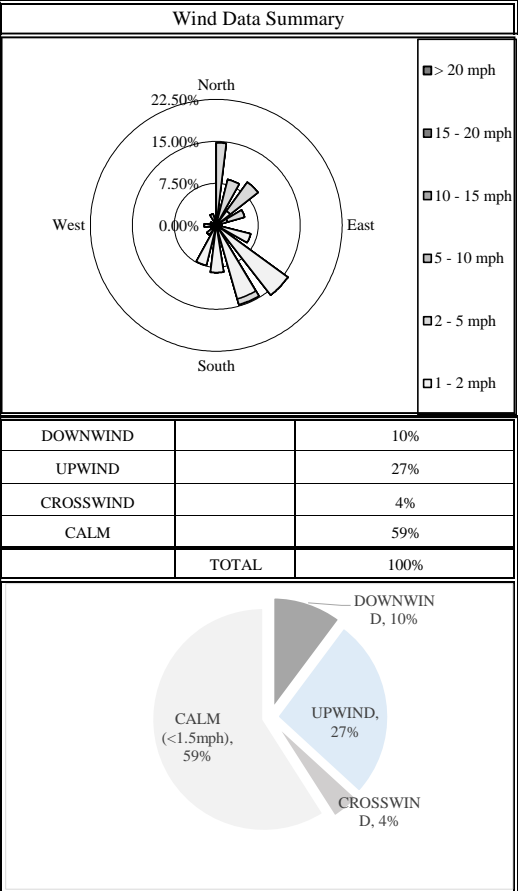 Wind Data Summary
North
22.50%
15.00%
7.50%
0.00%
West
East
South
> 20 mph
15 - 20 mph
10 - 15 mph
5 - 10 mph
2 - 5 mph
1 - 2 mph
DOWNWIND 10%
UPWIND 27%
CROSSWIND 4%
CALM 59%
TOTAL 100%
DOWNWIN
D, 10%
UPWIND,
27%
CROSSWIN
D, 4%
CALM
(<1.5mph),
59%